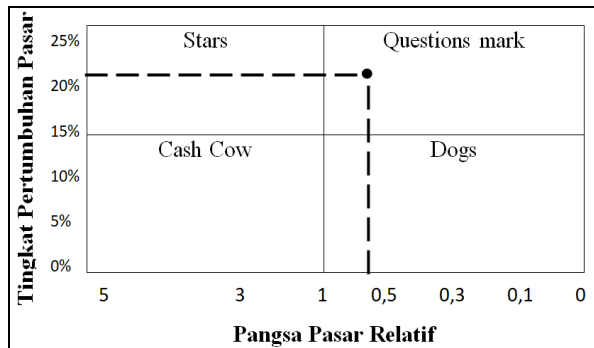 Tingkat Pertumbuhan Pasar
25%
20%
15%
10%
5%
0%
Stars
Questions mark
Cash Cow
Dogs
5 3 1 0,5 0,3 0,1 0
Pangsa Pasar Relatif